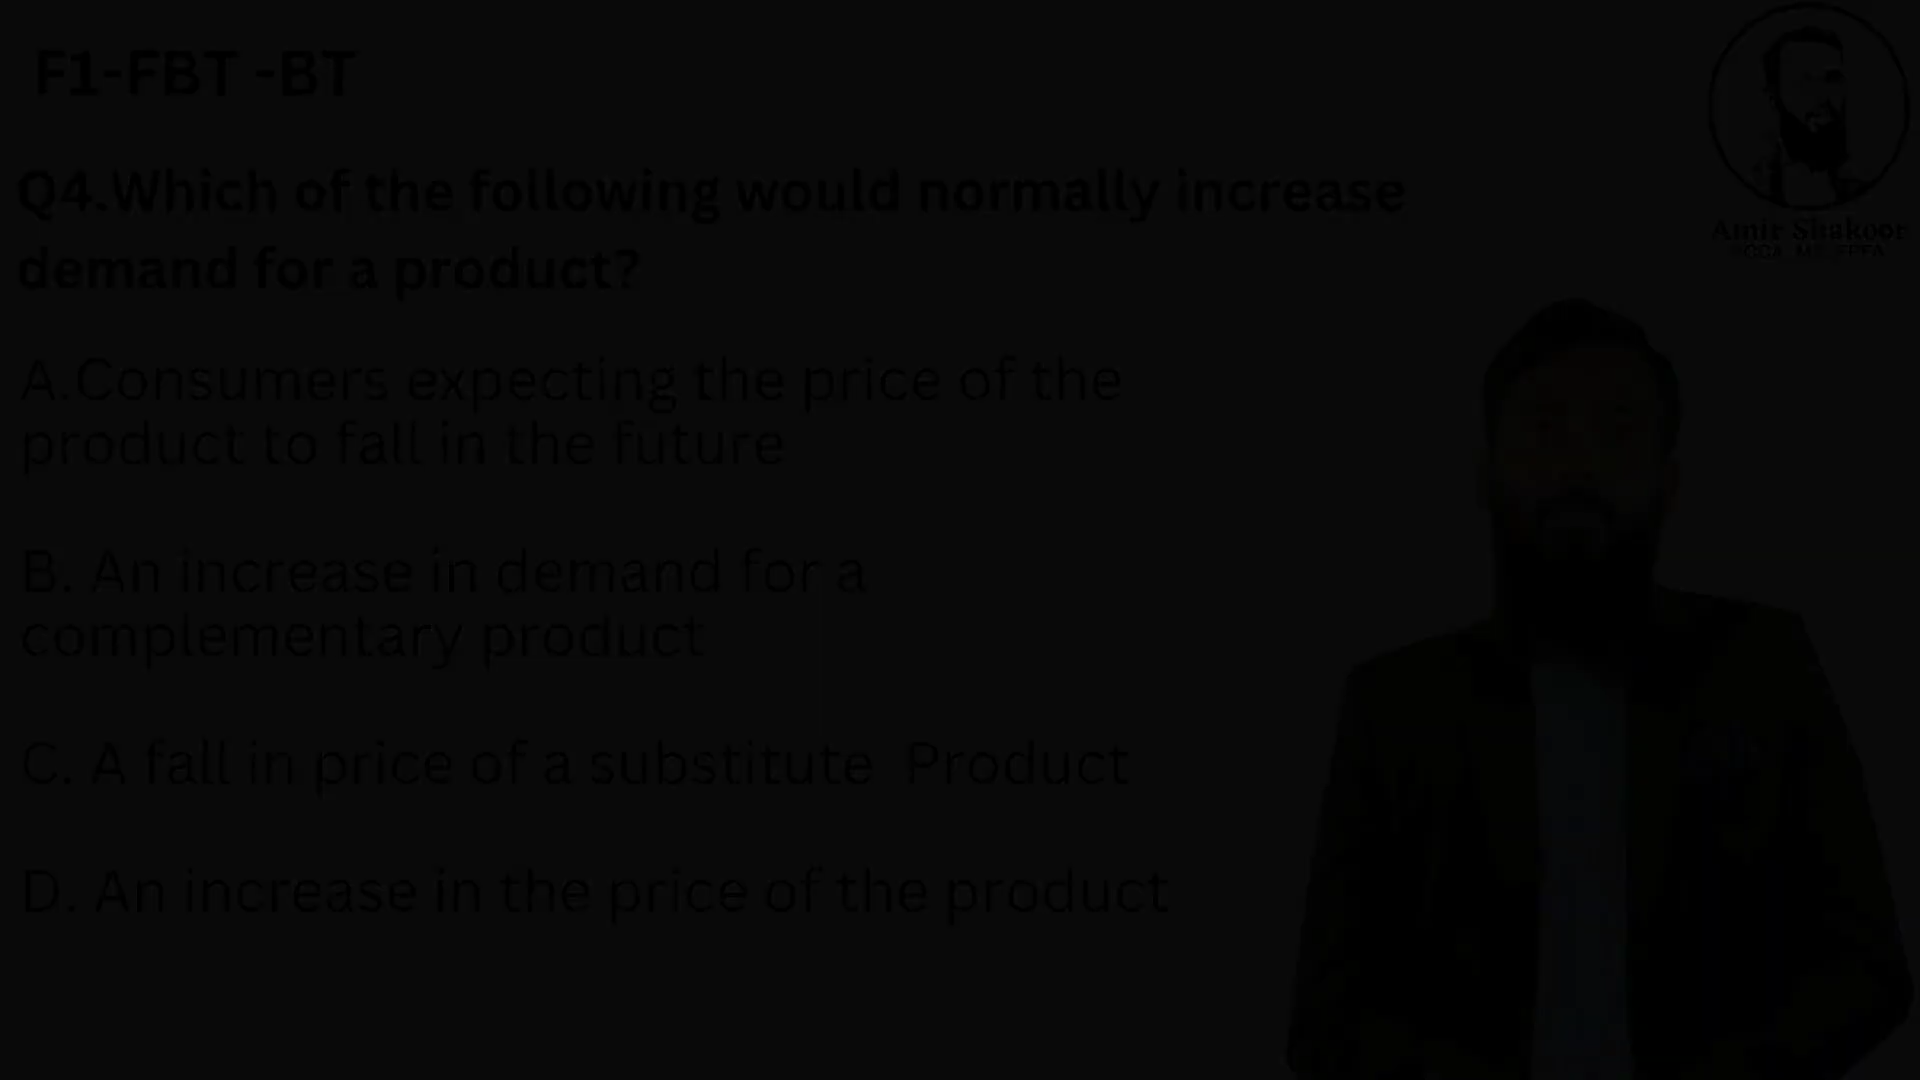 F1-FBT -BT
Q4.Which of the following would normally increase
demand for a product?
A.Consumers expecting the price of the
product to fall in the future
B. An increase in demand for a
complementary product
C. A fall in price of a substitute Product
D. An increase in the price of the product
Amir Shakoor